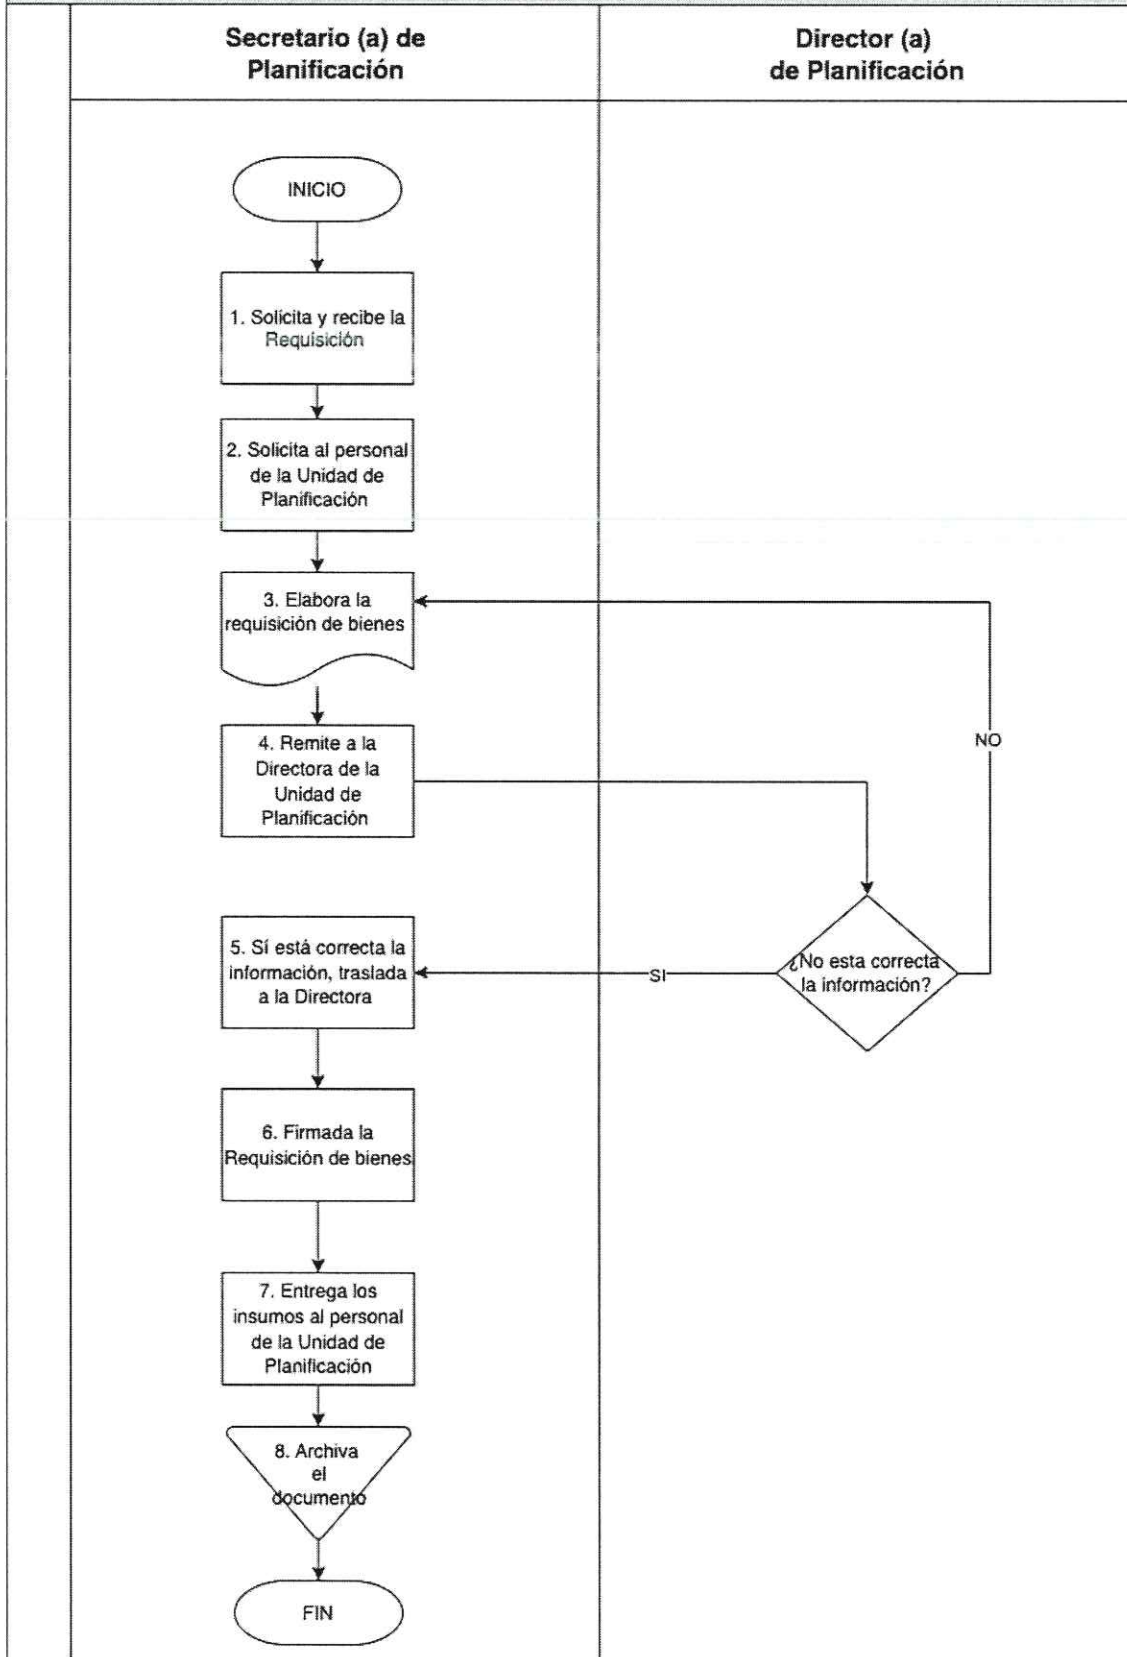 Secretario (a) de
Planificación
Director (a)
de Planificación
INICIO
1. Solicita y recibe la
Requisición
2. Solicita al personal
de la Unidad de
Planificación
3. Elabora la
requisición de bienes
4. Remite a la
Directora de la
Unidad de
Planificación
NO
5. Sí está correcta la
información, traslada
a la Directora
SI
¿No esta correcta
la información?
6. Firmada la
Requisición de bienes
7. Entrega los
insumos al personal
de la Unidad de
Planificación
8. Archiva
el
documento
FIN